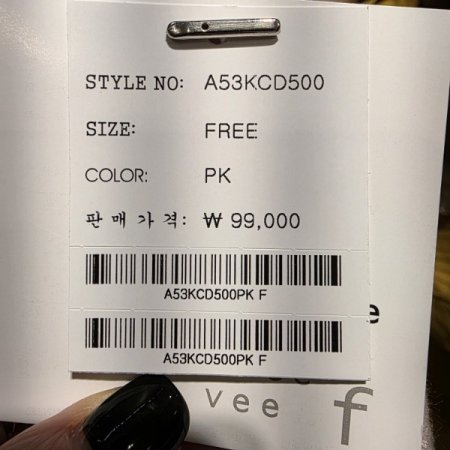 STYLE NO: A53KCD500
SIZE: FREE
COLOR: PK
판매가격: ₩ 99,000
A53KCD500PK F
A53KCD500PK F
e
vee f